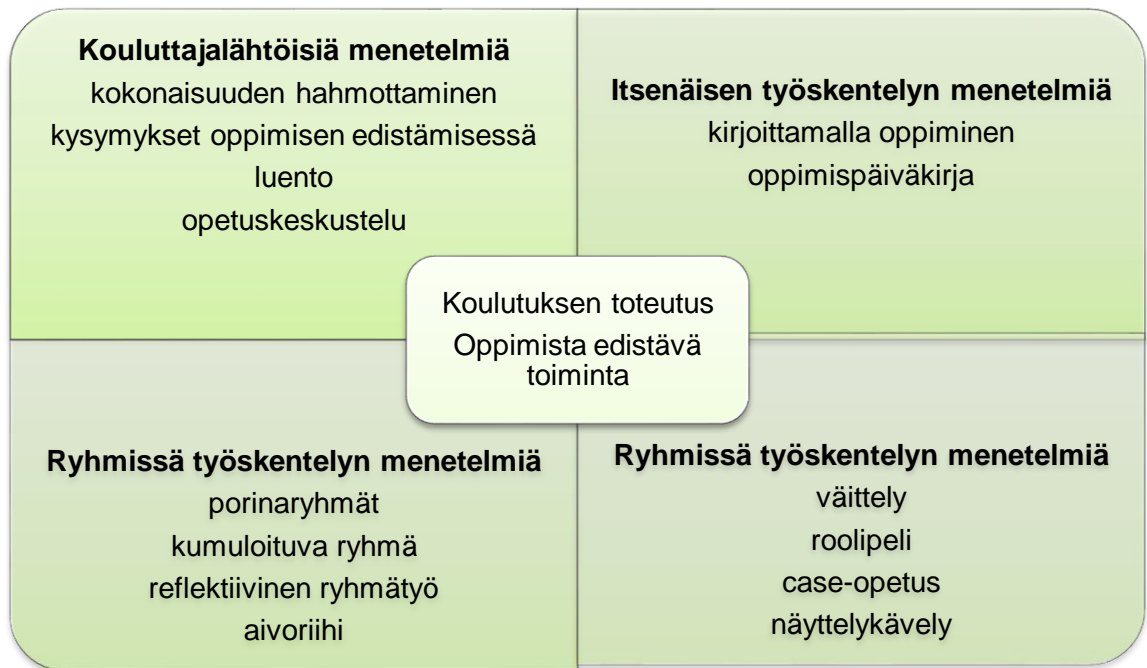 Kouluttajalähtöisiä menetelmiä
kokonaisuuden hahmottaminen
kysymykset oppimisen edistämisessä
luento
opetuskeskustelu
Itsenäisen työskentelyn menetelmiä
kirjoittamalla oppiminen
oppimispäiväkirja
Koulutuksen toteutus
Oppimista edistävä
toiminta
Ryhmissä työskentelyn menetelmiä
porinaryhmät
kumuloituva ryhmä
reflektiivinen ryhmätyö
aivoriihi
Ryhmissä työskentelyn menetelmiä
väittely
roolipeli
case-opetus
näyttelykävely